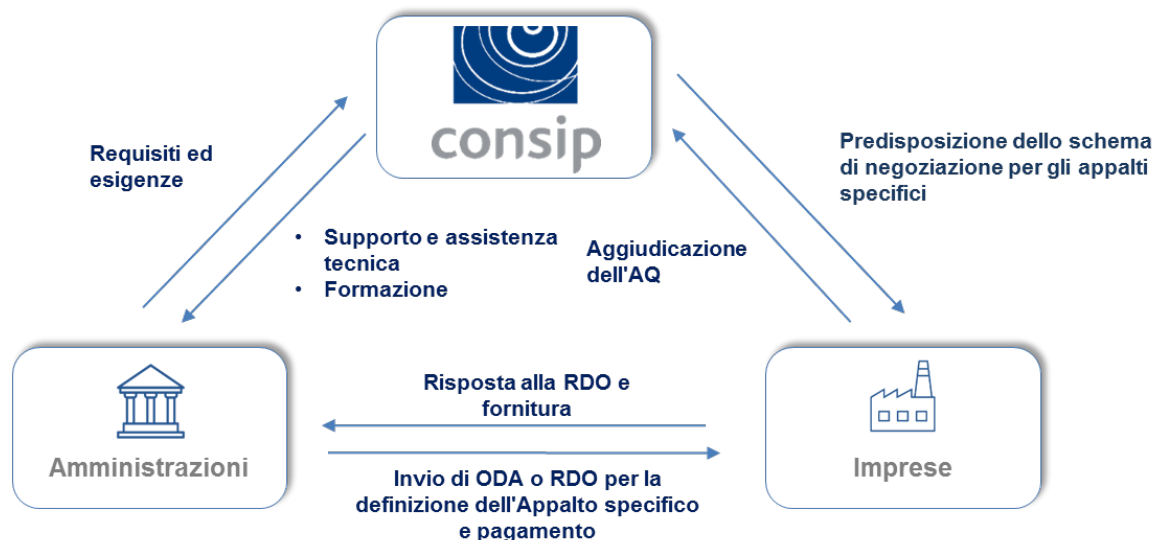 consip
Requisiti ed
esigenze
Predisposizione dello schema
di negoziazione per gli appalti
specifici
• Supporto e assistenza
tecnica
• Formazione
Aggiudicazione
dell'AQ
Amministrazioni
Risposta alla RDO e
fornitura
Invio di ODA o RDO per la
definizione dell'Appalto specifico
e pagamento
Imprese